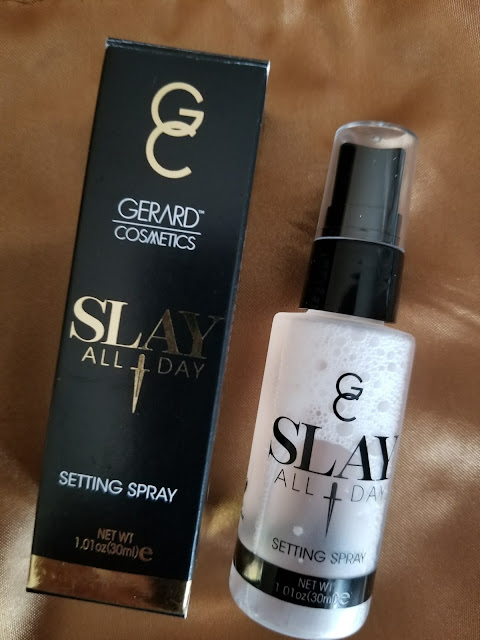 GC
GERARD™
COSMETICS
SLAY
ALL DAY
SETTING SPRAY
NET WT
1.01oz(30ml)e
GC
SLAY
ALL DAY
SETTING SPRAY
NET WT
1.01oz(30ml)e